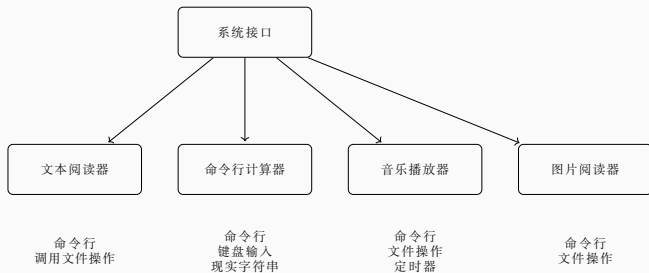 系统接口
文本阅读器
命令行计算器
音乐播放器
图片阅读器
命令行
调用文件操作
命令行
键盘输入
现实字符串
命令行
文件操作
定时器
命令行
文件操作